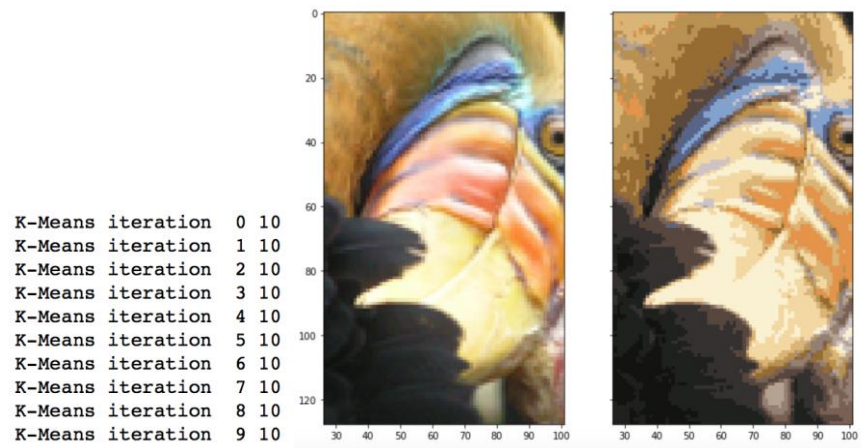 K-Means iteration 0 10
K-Means iteration 1 10
K-Means iteration 2 10
K-Means iteration 3 10
K-Means iteration 4 10
K-Means iteration 5 10
K-Means iteration 6 10
K-Means iteration 7 10
K-Means iteration 8 10
K-Means iteration 9 10
0
20
40
60
80
100
120
30 40 50 60 70 80 90 100
30 40 50 60 70 80 90 100